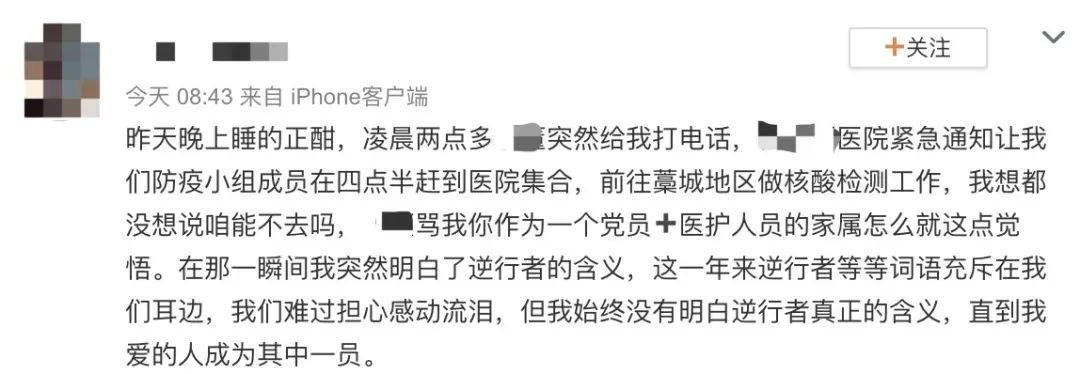 +关注
今天 08:43 来自 iPhone客户端
昨天晚上睡的正酣，凌晨两点多 突然给我打电话， 医院紧急通知让我
们防疫小组成员在四点半赶到医院集合，前往藁城地区做核酸检测工作，我想都
没想说咱能不去吗， 骂我你作为一个党员+医护人员的家属怎么就这点觉
悟。在那一瞬间我突然明白了逆行者的含义，这一年来逆行者等等词语充斥在我
们耳边，我们难过担心感动流泪，但我始终没有明白逆行者真正的含义，直到我
爱的人成为其中一员。